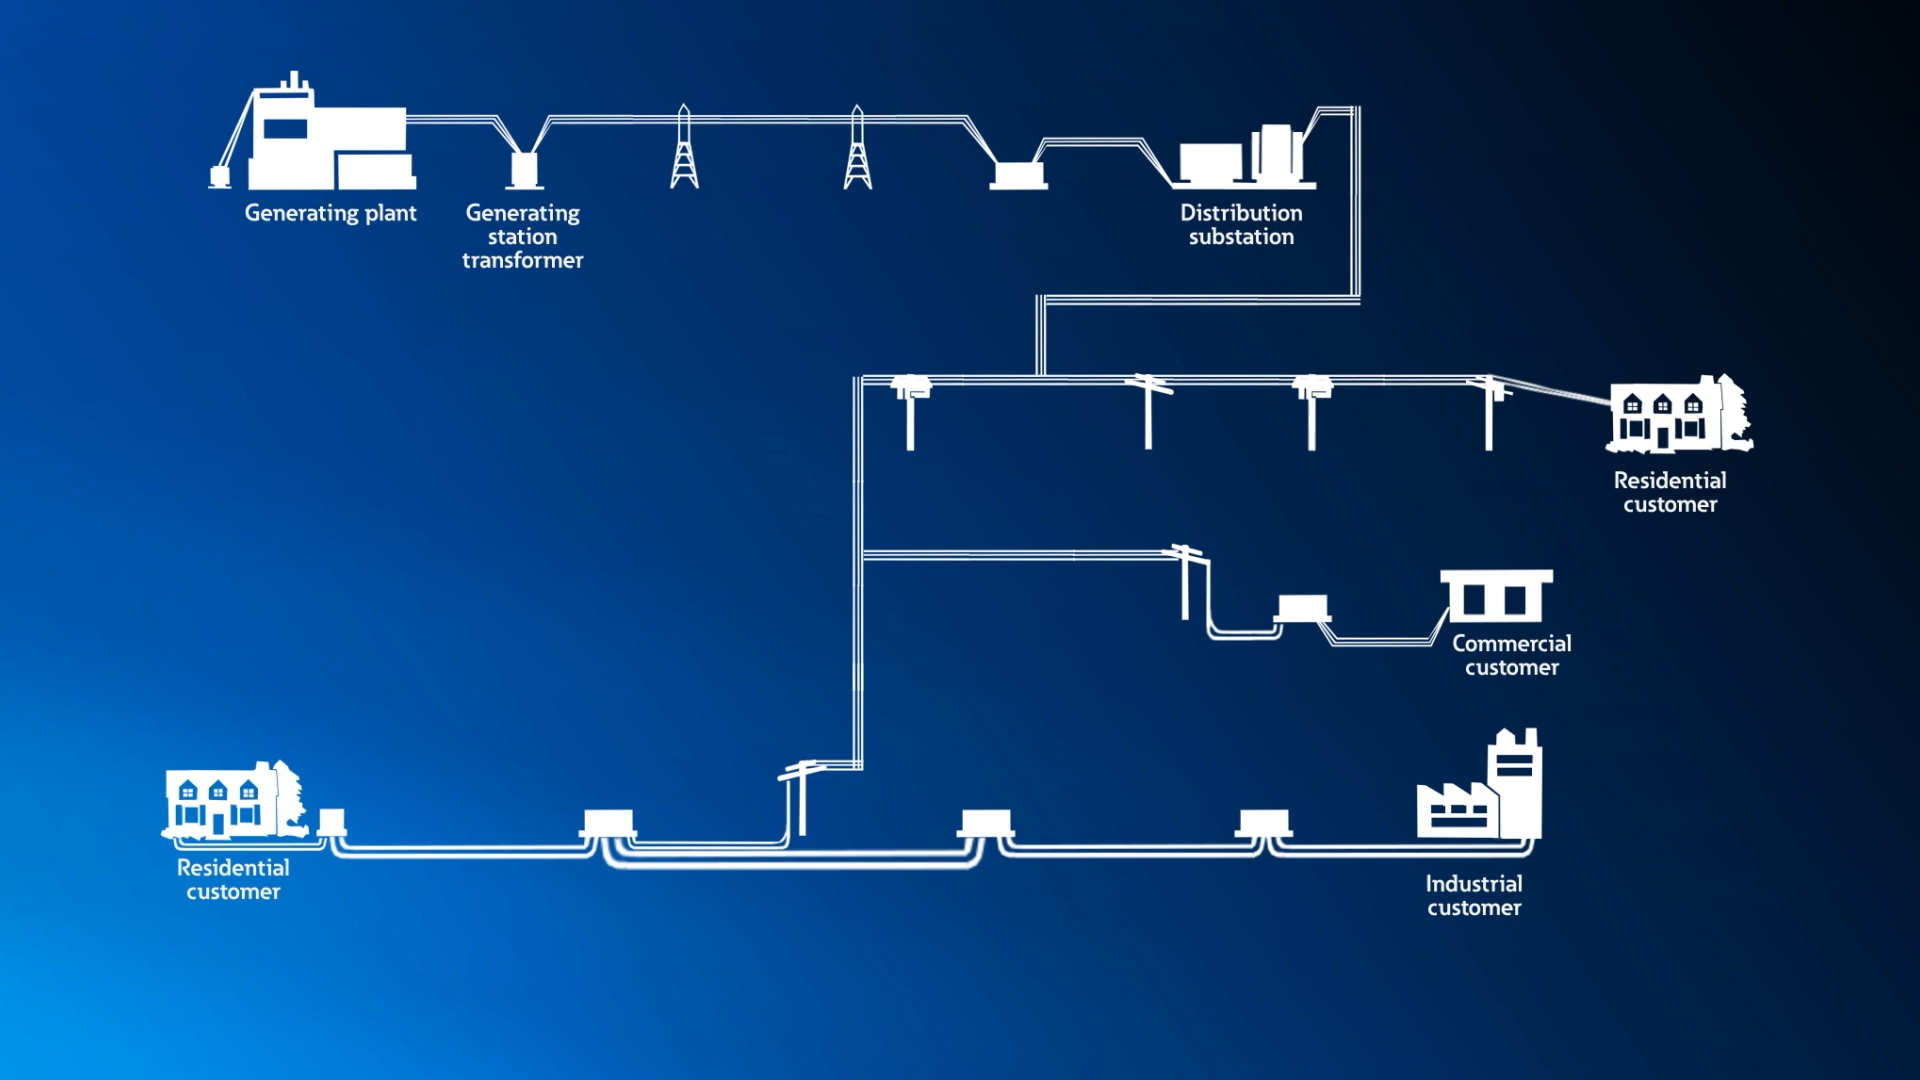 Generating plant
Generating
station
transformer
Distribution
substation
Residential
customer
Commercial
customer
Residential
customer
Industrial
customer